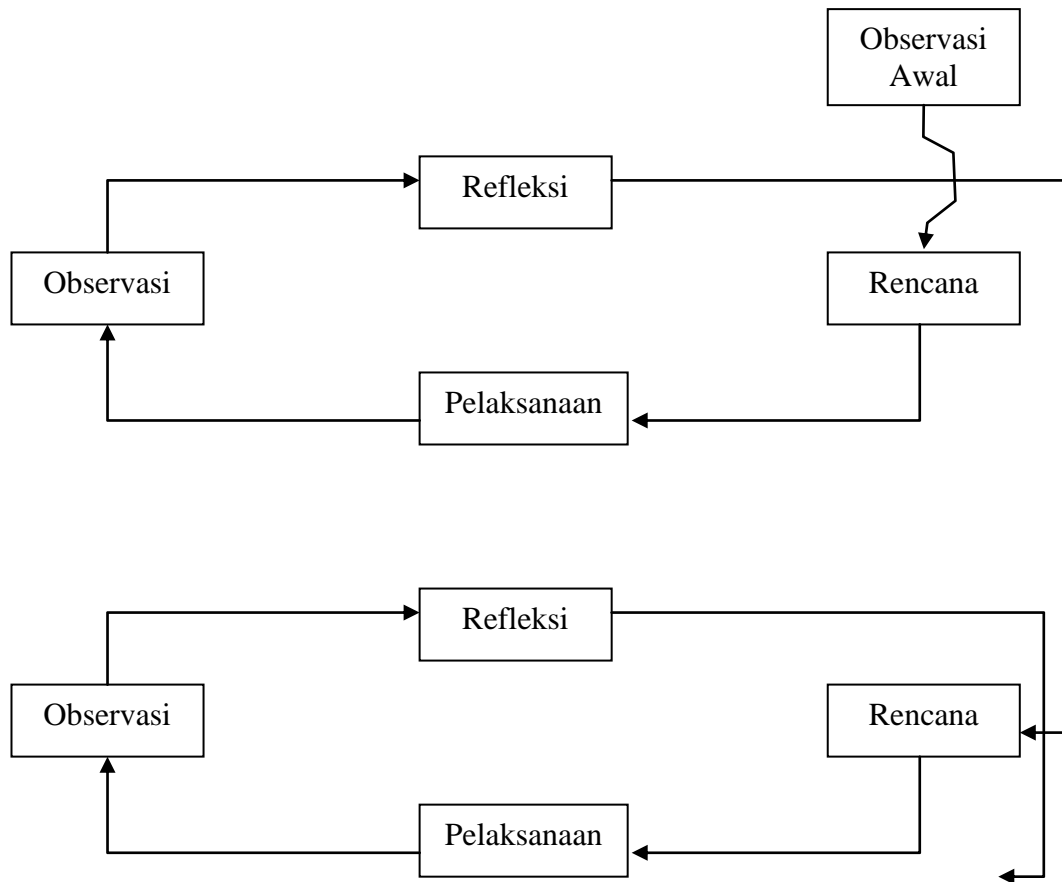 Observasi
Awal
Refleksi
Observasi
Rencana
Pelaksanaan
Refleksi
Observasi
Rencana
Pelaksanaan